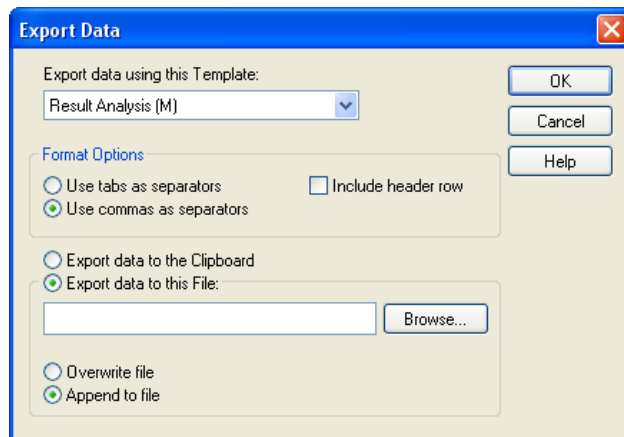 Export Data
Export data using this Template:
Result Analysis (M)
OK
Cancel
Help
Format Options
Use tabs as separators
Include header row
Use commas as separators
Export data to the Clipboard
Export data to this File:
Browse...
Overwrite file
Append to file